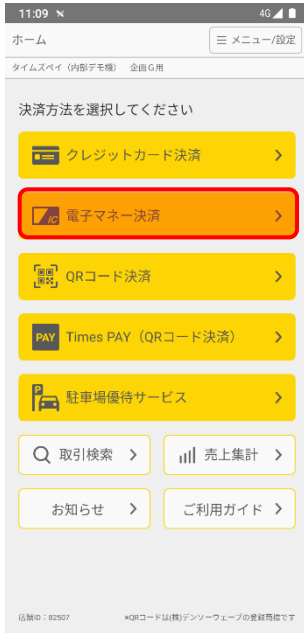 11:09
4G
ホーム
メニュー/設定
タイムズペイ（内部デモ機） 企画G用
決済方法を選択してください
クレジットカード決済
IC 電子マネー決済
QRコード決済
PAY Times PAY（QRコード決済）
P 駐車場優待サービス
取引検索
売上集計
お知らせ
ご利用ガイド
店舗ID：82507
*QRコードは(株)デンソーウェーブの登録商標です